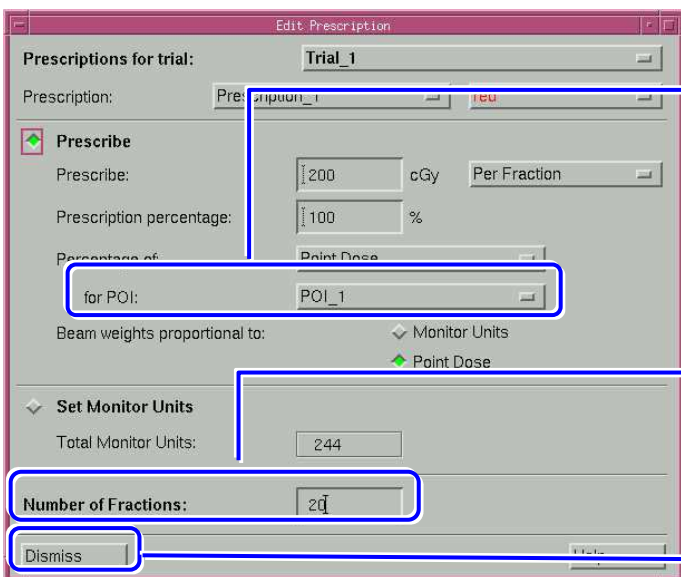 Edit Prescription
Prescriptions for trial: Trial_1
Prescription: Prescription_1 red
Prescribe
Prescribe: 200 cGy Per Fraction
Prescription percentage: 100 %
Percentage of: Point Dose
for POI: POI_1
Beam weights proportional to: Monitor Units
Point Dose
Set Monitor Units
Total Monitor Units: 244
Number of Fractions: 20
Dismiss Help